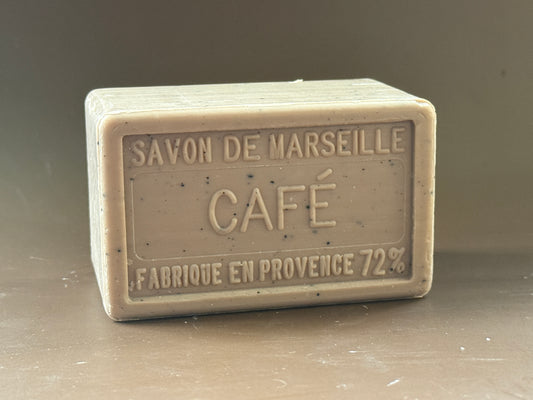 SAVON DE MARSEILLE
CAFÉ
FABRIQUE EN PROVENCE 72%